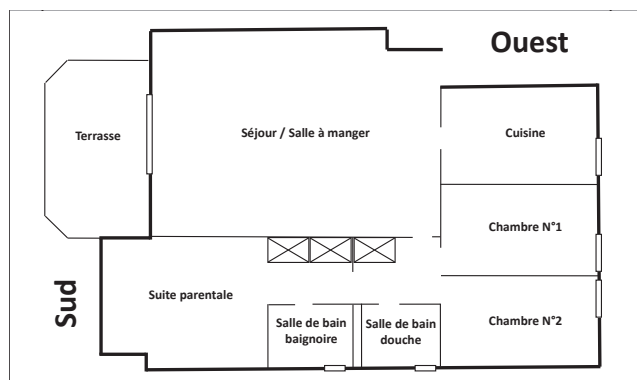 Ouest
Terrasse
Séjour / Salle à manger
Cuisine
Chambre N°1
Sud
Suite parentale
Salle de bain
baignoire
Salle de bain
douche
Chambre N°2